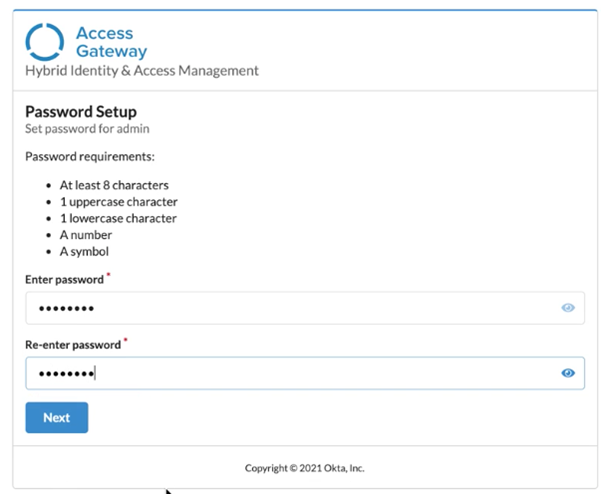 Access
Gateway
Hybrid Identity & Access Management
Password Setup
Set password for admin
Password requirements:
• At least 8 characters
• 1 uppercase character
• 1 lowercase character
• A number
• A symbol
Enter password *
••••••••
Re-enter password *
••••••••
Next
Copyright © 2021 Okta, Inc.